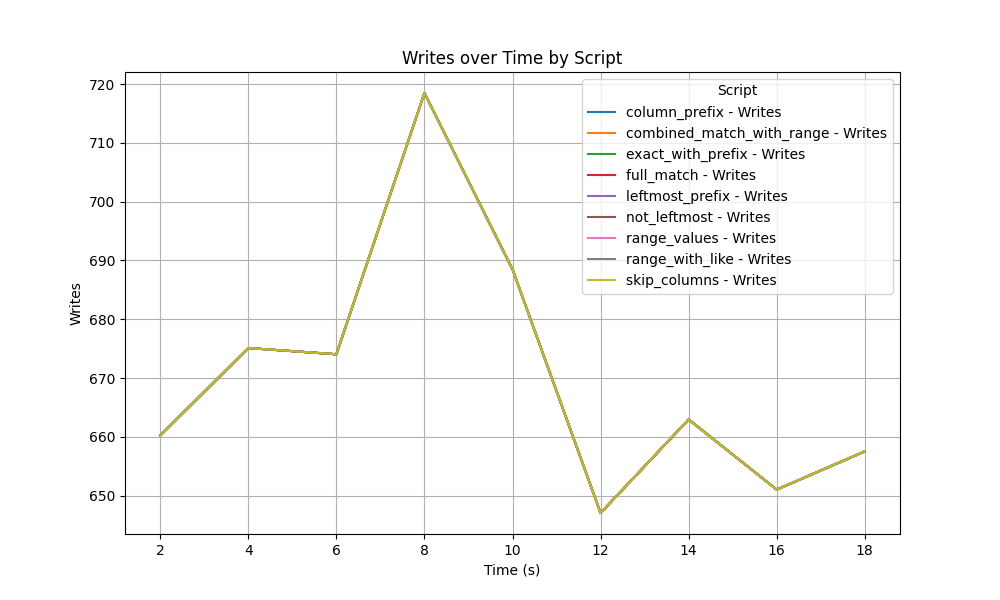 Writes over Time by Script
720
710
700
690
680
670
660
650
Writes
Script
column_prefix - Writes
combined_match_with_range - Writes
exact_with_prefix - Writes
full_match - Writes
leftmost_prefix - Writes
not_leftmost - Writes
range_values - Writes
range_with_like - Writes
skip_columns - Writes
2 4 6 8 10 12 14 16 18
Time (s)